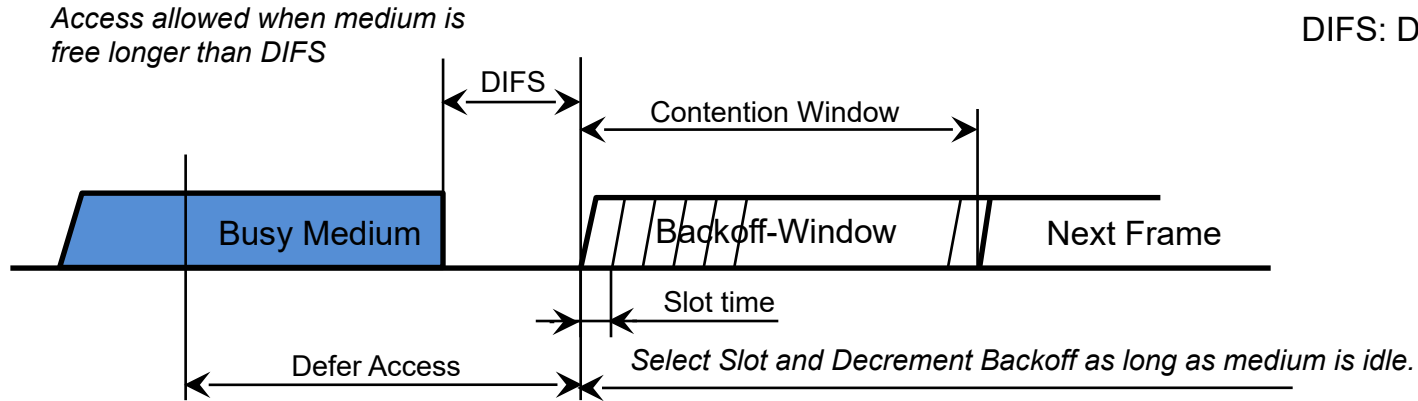 Access allowed when medium is
free longer than DIFS
DIFS: D
DIFS
Contention Window
Busy Medium
Backoff-Window
Next Frame
Slot time
Defer Access
Select Slot and Decrement Backoff as long as medium is idle.